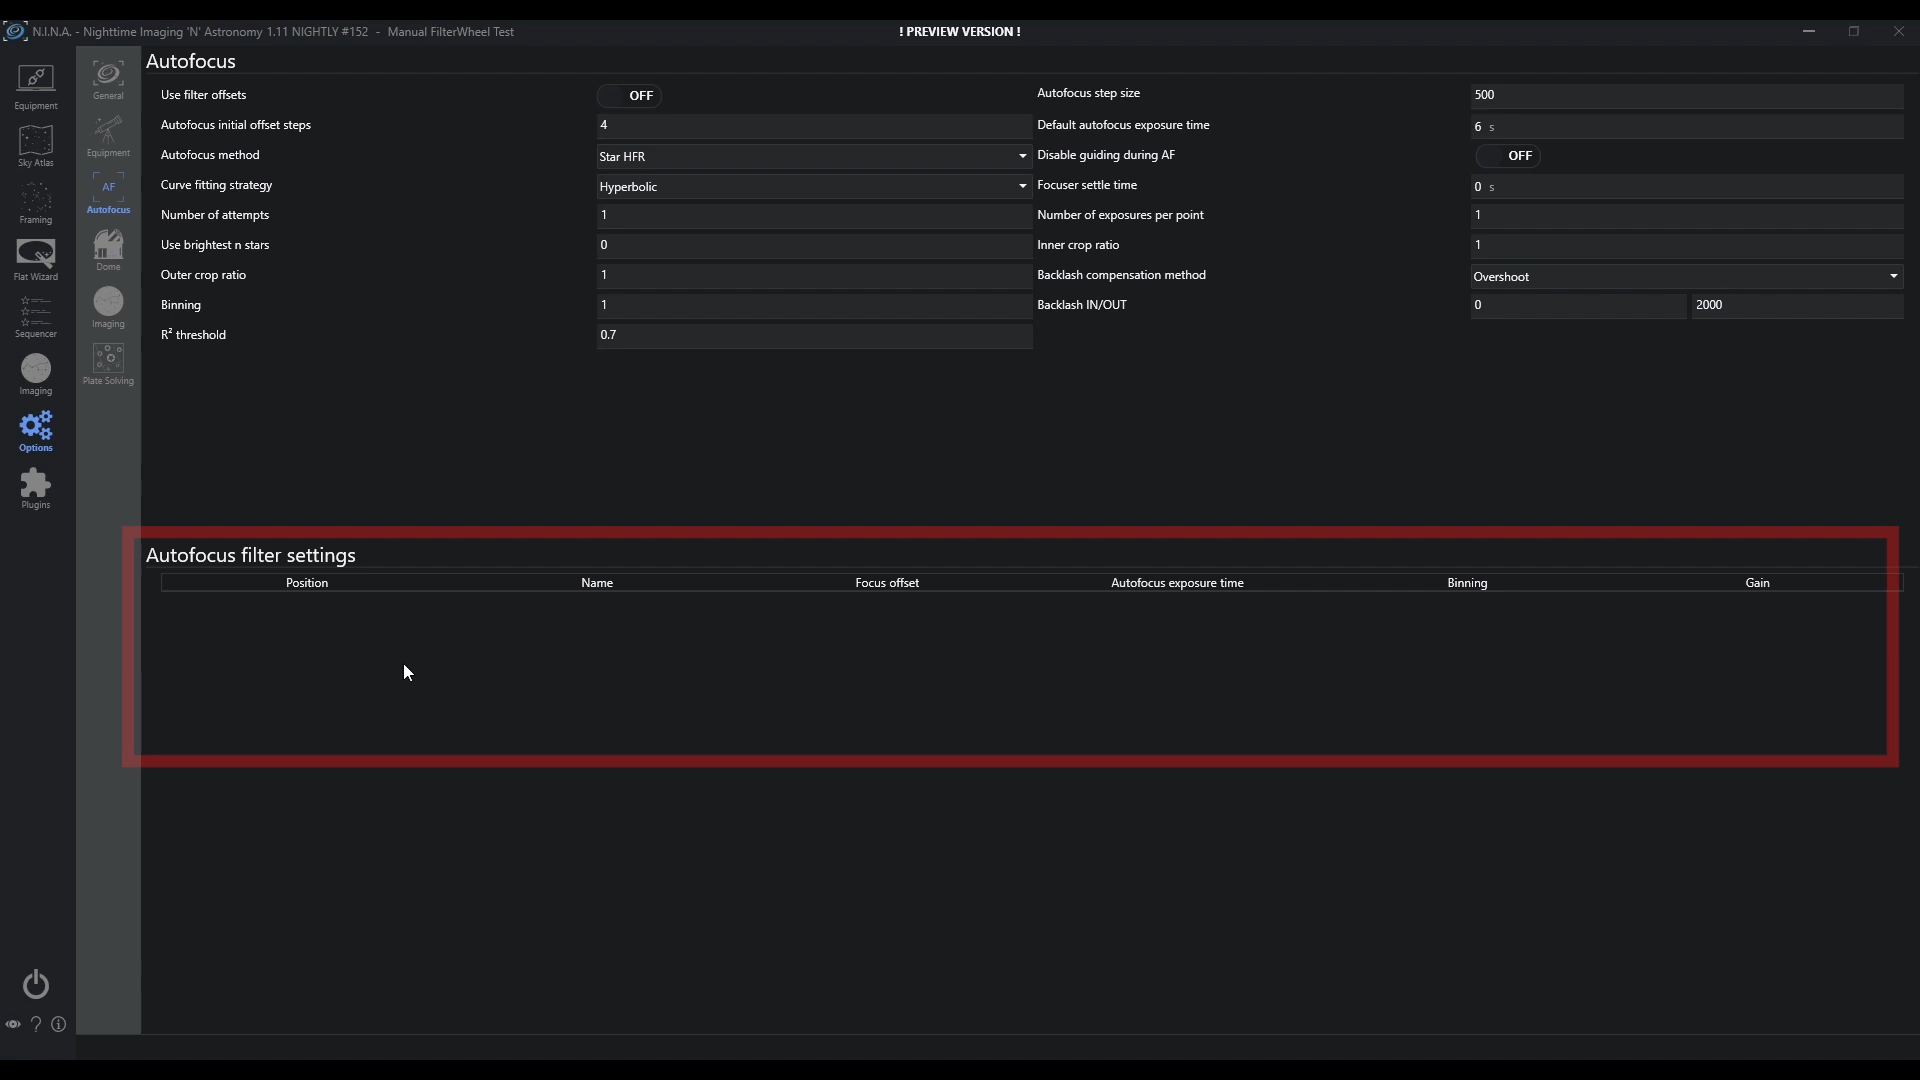 N.I.N.A. - Nighttime Imaging 'N' Astronomy 1.11 NIGHTLY #152 - Manual FilterWheel Test
! PREVIEW VERSION !
Equipment
Sky Atlas
Framing
Flat Wizard
Sequencer
Imaging
Options
Plugins
General
Equipment
AF
Autofocus
Dome
Imaging
Plate Solving
Autofocus
Use filter offsets OFF Autofocus step size 500
Autofocus initial offset steps 4 Default autofocus exposure time 6 s
Autofocus method Star HFR Disable guiding during AF OFF
Curve fitting strategy Hyperbolic Focuser settle time 0 s
Number of attempts 1 Number of exposures per point 1
Use brightest n stars 0 Inner crop ratio 1
Outer crop ratio 1 Backlash compensation method Overshoot
Binning 1 Backlash IN/OUT 0 2000
R² threshold 0.7
Autofocus filter settings
Position Name Focus offset Autofocus exposure time Binning Gain